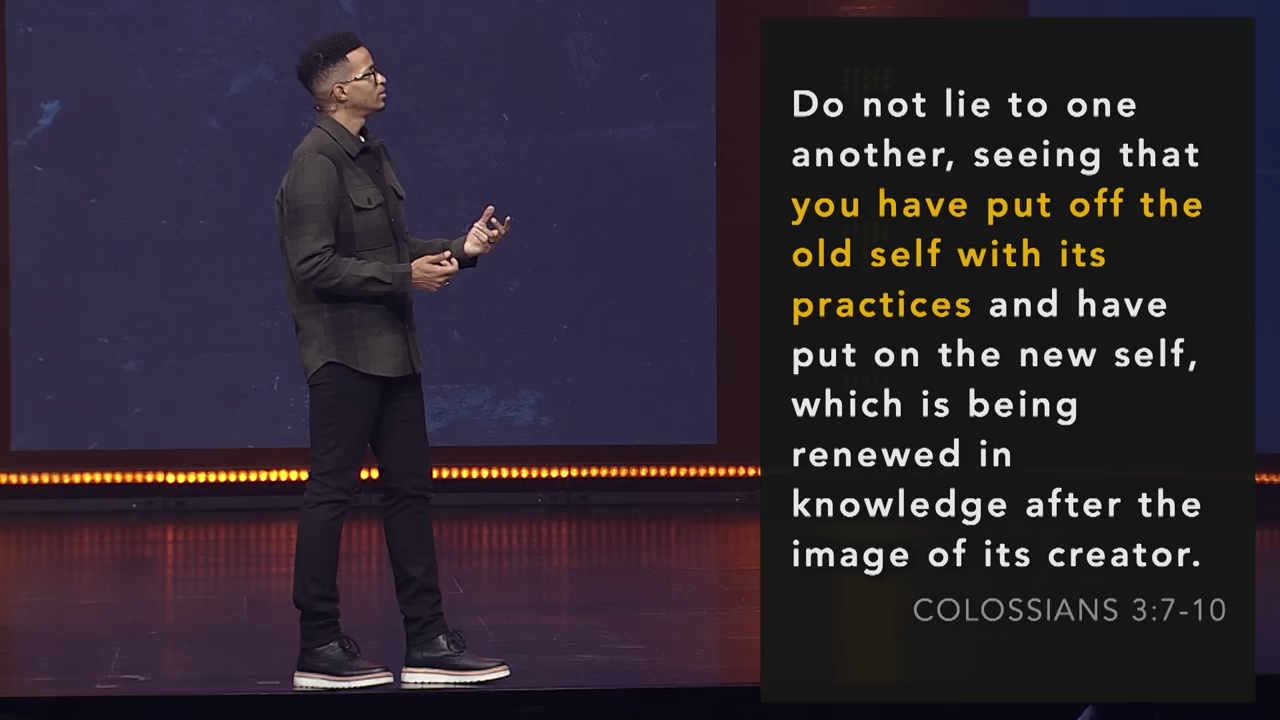 Do not lie to one
another, seeing that
you have put off the
old self with its
practices and have
put on the new self,
which is being
renewed in
knowledge after the
image of its creator.
COLOSSIANS 3:7-10